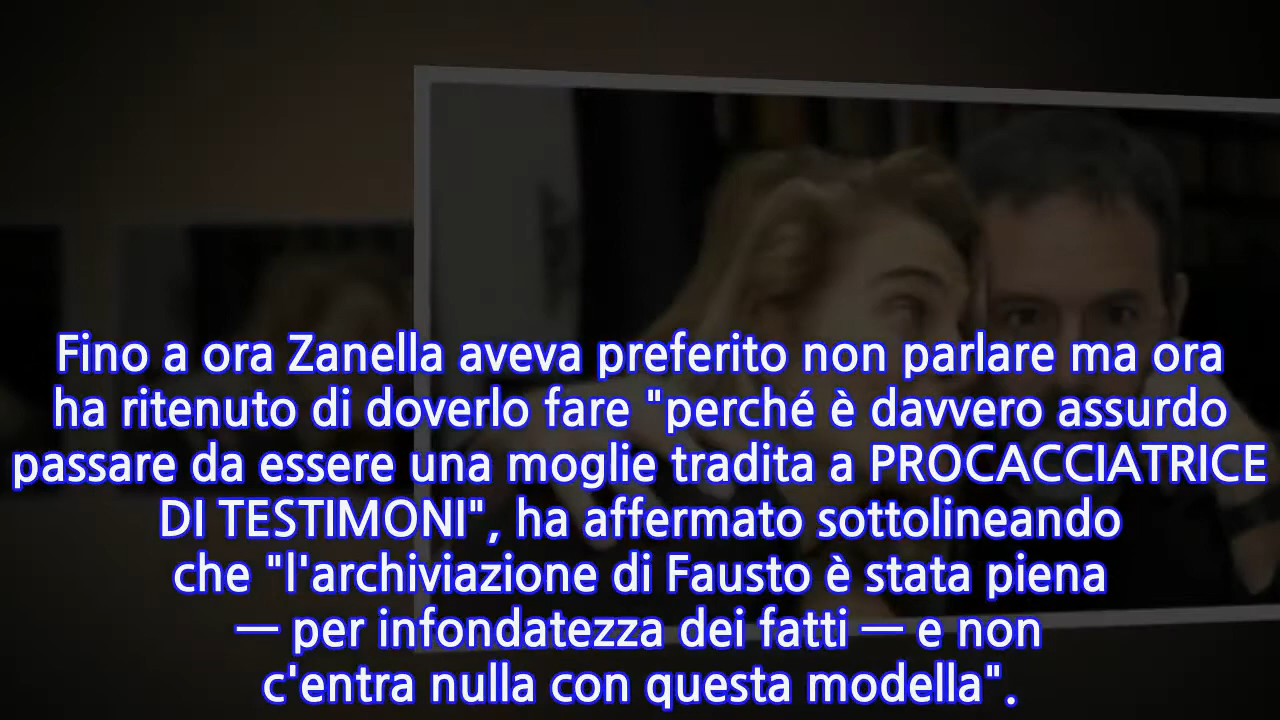 Fino a ora Zanella aveva preferito non parlare ma ora
ha ritenuto di doverlo fare "perché è davvero assurdo
passare da essere una moglie tradita a PROCACCIATRICE
DI TESTIMONI", ha affermato sottolineando
che "l'archiviazione di Fausto è stata piena
— per infondatezza dei fatti — e non
c'entra nulla con questa modella".